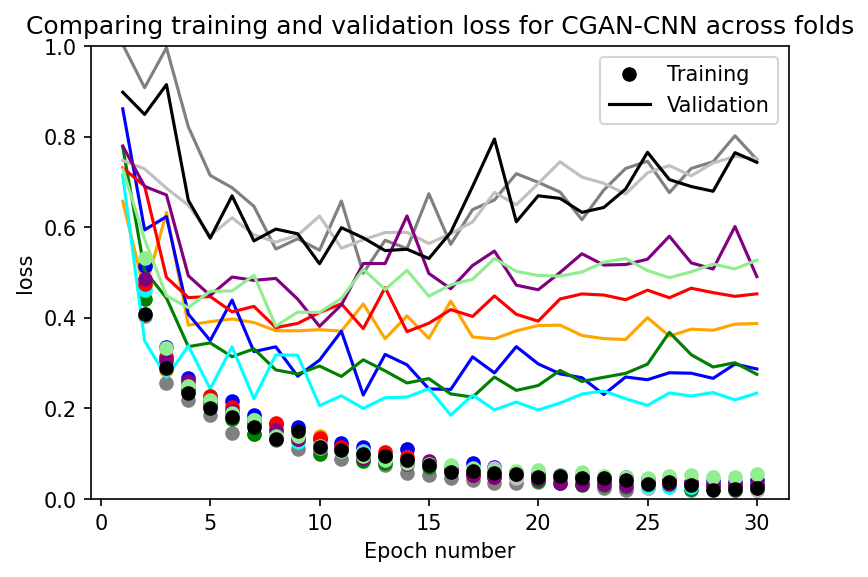 Comparing training and validation loss for CGAN-CNN across folds
1.0
0.8
0.6
0.4
0.2
0.0
loss
Training
Validation
0 5 10 15 20 25 30
Epoch number